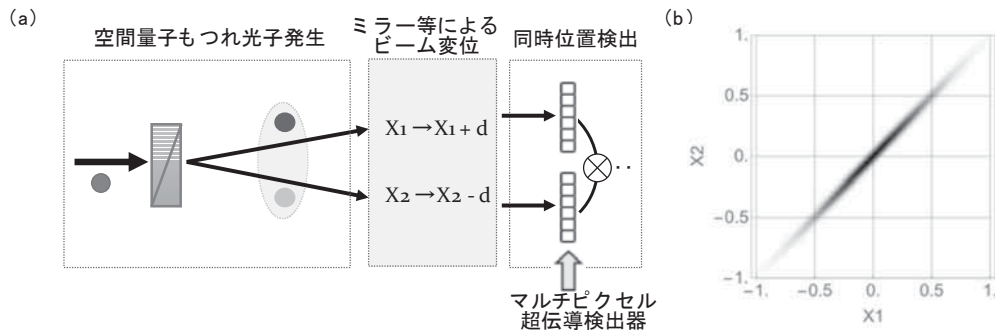 (a)
空間量子もつれ光子発生
ミラー等による
ビーム変位
同時位置検出
X₁→X₁+d
X₂→X₂-d
‥
マルチピクセル
超伝導検出器
(b)
1.
0.5
0.
-0.5
-1.
X2
-1.
-0.5
0.
0.5
1.
X1